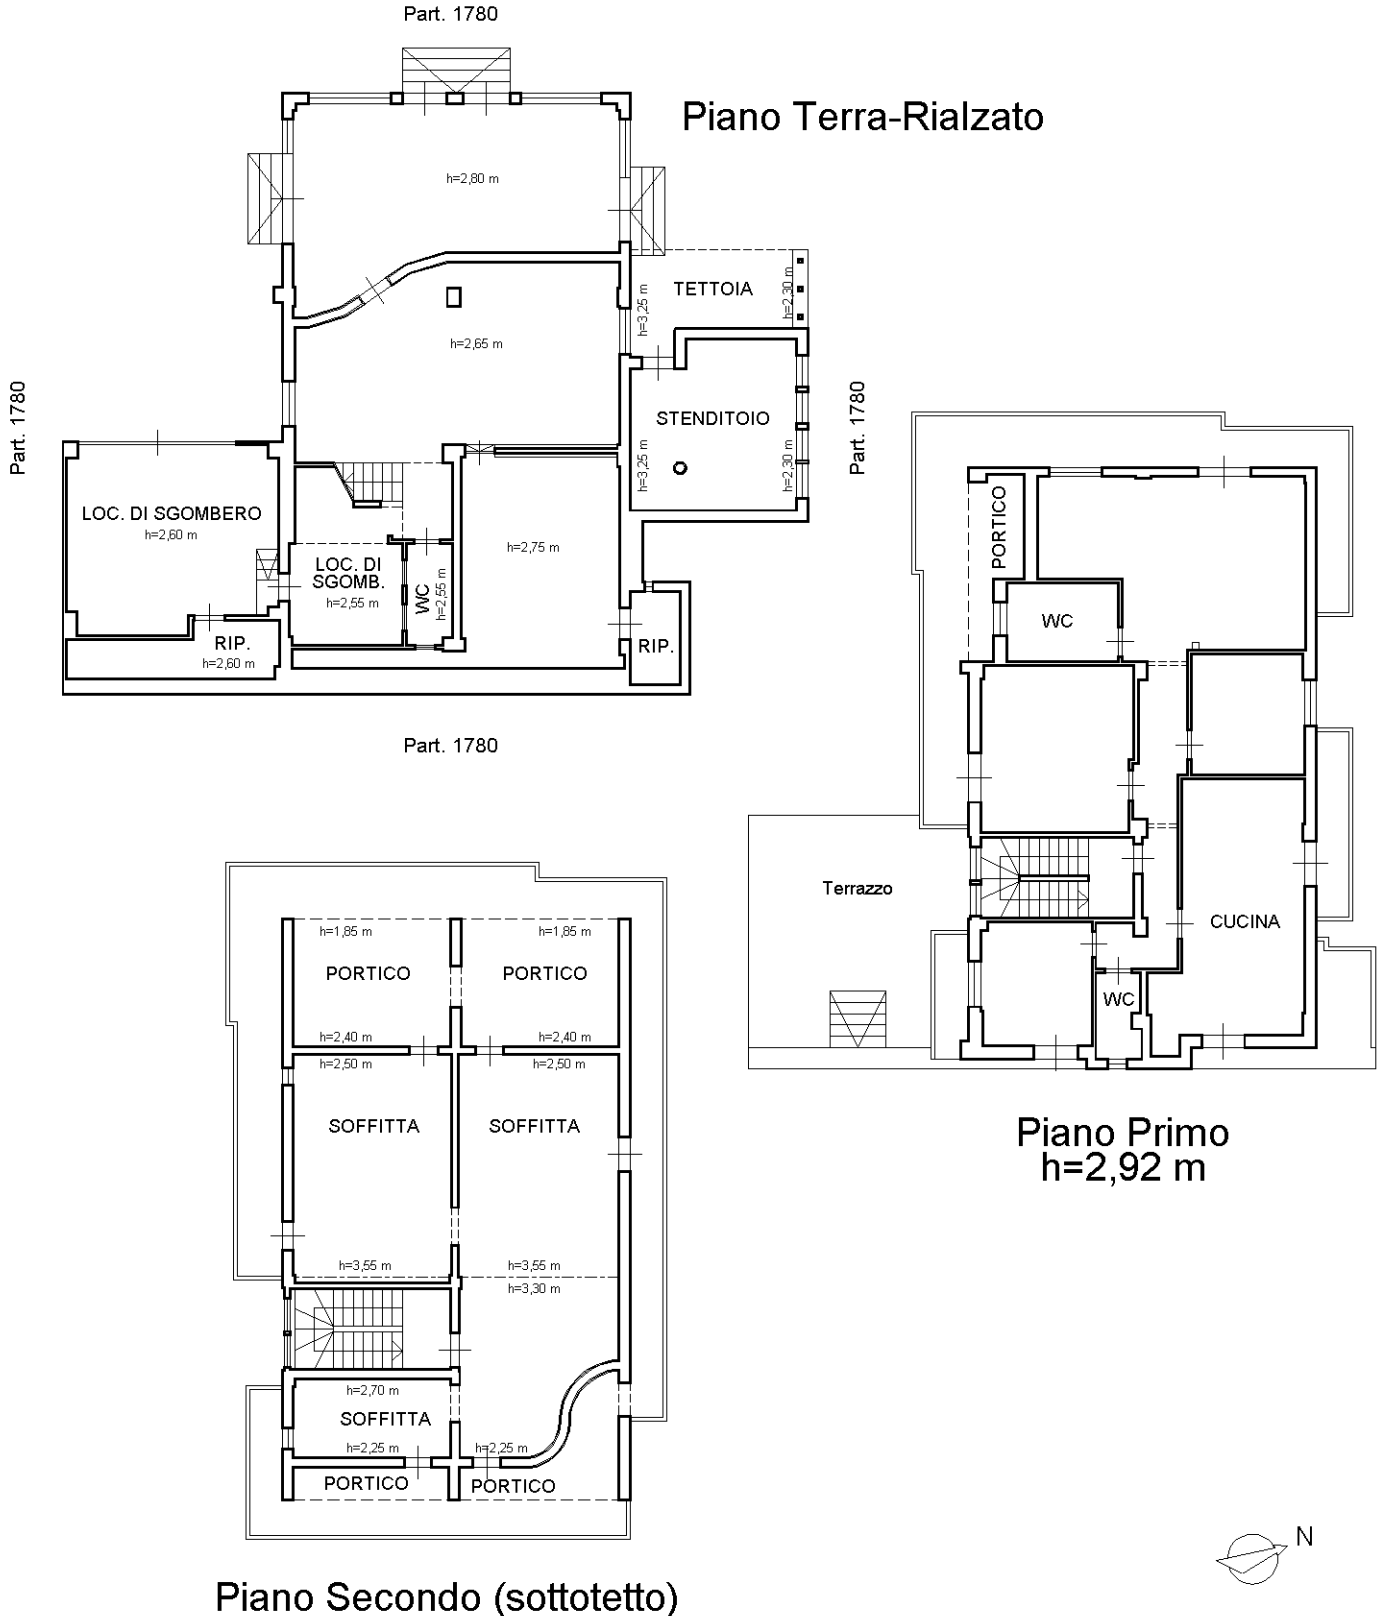 Part. 1780
Piano Terra-Rialzato
h=2,80 m
TETTOIA
h=3,25 m
h=2,30 m
h=2,65 m
Part. 1780
Part. 1780
STENDITOIO
h=3,25 m
h=2,30 m
LOC. DI SGOMBERO
h=2,60 m
LOC. DI
SGOMB.
h=2,55 m
WC
h=2,55 m
h=2,75 m
RIP.
h=2,60 m
RIP.
Part. 1780
PORTICO
WC
Terrazzo
CUCINA
WC
Piano Primo
h=2,92 m
h=1,85 m
h=1,85 m
PORTICO
PORTICO
h=2,40 m
h=2,40 m
h=2,50 m
h=2,50 m
SOFFITTA
SOFFITTA
h=3,55 m
h=3,55 m
h=3,30 m
h=2,70 m
SOFFITTA
h=2,25 m
h=2,25 m
PORTICO
PORTICO
N
Piano Secondo (sottotetto)